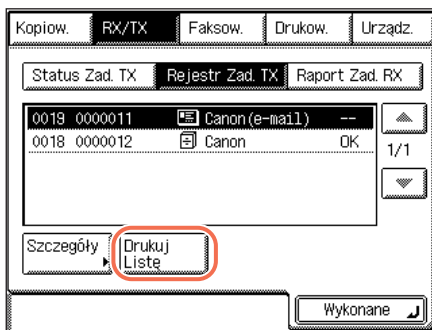 Kopiow. RX/TX Faksow. Drukow. Urządz.
Status Zad. TX Rejestr Zad. TX Raport Zad. RX
0019 0000011 Canon(e-mail) --
0018 0000012 Canon OK
1/1
Szczegóły Drukuj
Listę
Wykonane